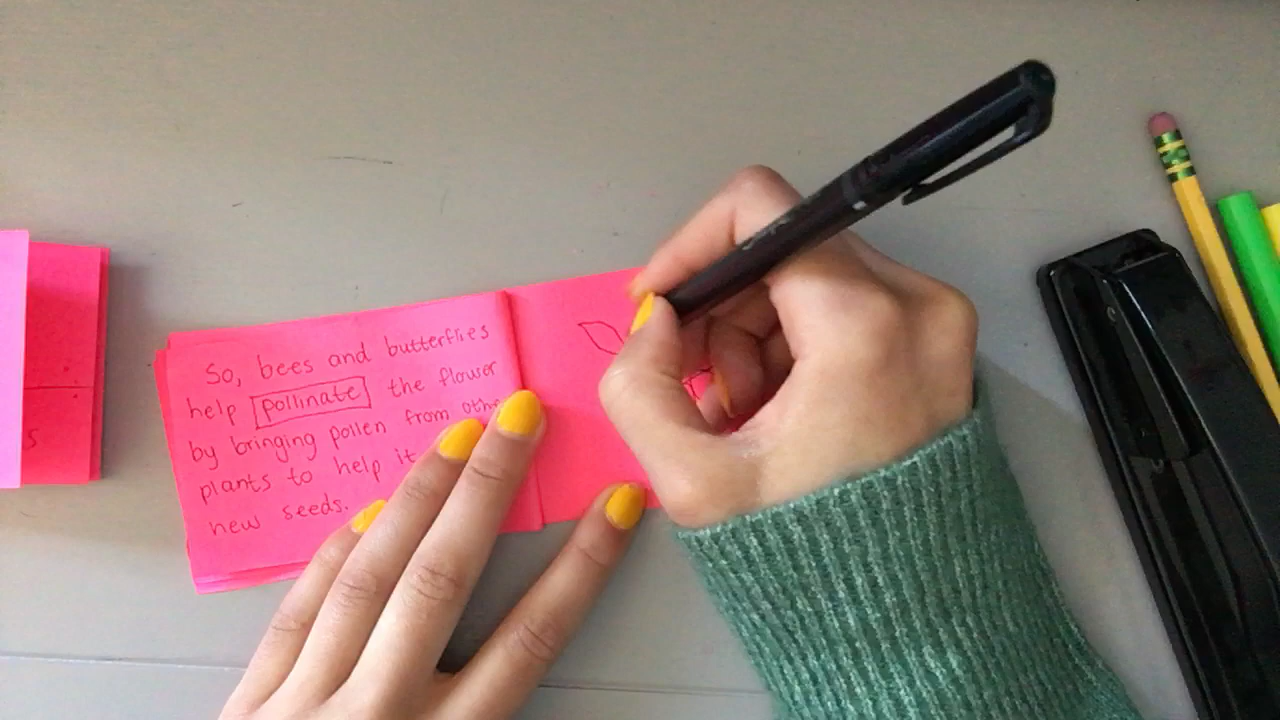 So, bees and butterflies
help pollinate the flower
by bringing pollen from
plants to help it
new seeds.
s